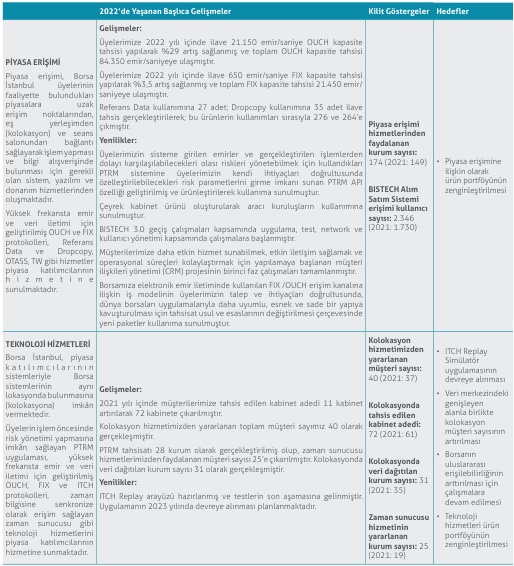 2022'de Yaşanan Başlıca Gelişmeler
Kilit Göstergeler
Hedefler
PİYASA ERİŞİMİ
Piyasa erişimi, Borsa
İstanbul üyelerinin
faaliyette bulundukları
piyasalara uzak
erişim noktalarından,
eş yerleşimden
(kolokasyon) ve seans
salonundan bağlantı
sağlayarak işlem yapması
ve bilgi alışverişinde
bulunması için gerekli
olan sistem, yazılım ve
donanım hizmetlerinden
oluşmaktadır.
Yüksek frekansta emir
ve veri iletimi için
geliştirilmiş OUCH ve FIX
protokolleri, Referans
Data ve Dropcopy,
OTASS, TW gibi hizmetler
piyasa katılımcılarının
hizmetine
sunulmaktadır.
Gelişmeler:
Üyelerimize 2022 yılı içinde ilave 21.150 emir/saniye OUCH kapasite
tahsisi yapılarak %29 artış sağlanmış ve toplam OUCH kapasite tahsisi
84.350 emir/saniyeye ulaşmıştır.
Üyelerimize 2022 yılı içinde ilave 650 emir/saniye FIX kapasite tahsisi
yapılarak %3,5 artış sağlanmış ve toplam FIX kapasite tahsisi 21.450 emir/
saniyeye ulaşmıştır.
Referans Data kullanımına 27 adet; Dropcopy kullanımına 35 adet ilave
tahsis gerçekleştirilerek; bu ürünlerin kullanımları sırasıyla 276 ve 264'e
çıkmıştır.
Yenilikler:
Üyelerimizin sisteme girilen emirler ve gerçekleştirilen işlemlerden
dolayı karşılaşılabilecekleri olası riskleri yönetebilmek için kullandıkları
PTRM sistemine üyelerimizin kendi ihtiyaçları doğrultusunda
özelleştirilebilecekleri risk parametrelerini girme imkanı sunan PTRM API
özelliği geliştirilmiş ve ürünleştirilerek kullanıma sunulmuştur.
Çeyrek kabinet ürünü oluşturularak aracı kuruluşların kullanımına
sunulmuştur.
BISTECH 3.0 geçiş çalışmaları kapsamında uygulama, test, network ve
kullanıcı yönetimi kapsamında çalışmalara başlanmıştır.
Müşterilerimize daha etkin hizmet sunabilmek, etkin iletişim sağlamak ve
operasyonel süreçleri kolaylaştırmak için yapılamaya başlanan müşteri
ilişkileri yönetimi (CRM) projesinin birinci faz çalışmaları tamamlanmıştır.
Borsamıza elektronik emir iletiminde kullanılan FIX /OUCH erişim kanalına
ilişkin iş modelinin üyelerimizin talep ve ihtiyaçları doğrultusunda,
dünya borsaları uygulamalarıyla daha uyumlu, esnek ve sade bir yapıya
kavuşturulması için tahsisat usul ve esaslarının değiştirilmesi çerçevesinde
yeni paketler kullanıma sunulmuştur.
Piyasa erişimi
hizmetlerinden
faydalanan
kurum sayısı:
174 (2021: 149)
BISTECH Alım
Satım Sistemi
erişimi kullanıcı
sayısı: 2.346
(2021: 1.730)
• Piyasa erişimine
ilişkin olarak
ürün portföyünün
zenginleştirilmesi
TEKNOLOJİ HİZMETLERİ
Borsa İstanbul, piyasa
katılımcılarının
sistemleriyle Borsa
sistemlerinin aynı
lokasyonda bulunmasına
(kolokasyona) imkân
vermektedir.
Üyelerin işlem öncesinde
risk yönetimi yapmasına
imkân sağlayan PTRM
uygulaması, yüksek
frekansta emir ve veri
iletimi için geliştirilmiş
OUCH, FIX ve ITCH
protokolleri, zaman
bilgisine senkronize
olarak erişim sağlayan
zaman sunucusu gibi
teknoloji hizmetlerini
piyasa katılımcılarının
hizmetine sunmaktadır.
Gelişmeler:
2021 yılı içinde müşterilerimize tahsis edilen kabinet adedi 11 kabinet
artırılarak 72 kabinete çıkarılmıştır.
Kolokasyon hizmetimizden yararlanan toplam müşteri sayımız 40 olarak
gerçekleşmiştir.
PTRM tahsisatı 28 kurum olarak gerçekleştirilmiş olup, zaman sunucusu
hizmetlerimizden faydalanan müşteri sayısı 25'e çıkarılmıştır. Kolokasyonda
veri dağıtılan kurum sayısı 31 olarak gerçekleşmiştir.
Yenilikler:
ITCH Replay arayüzü hazırlanmış ve testlerin son aşamasına gelinmiştir.
Uygulamanın 2023 yılında devreye alınması planlanmaktadır.
Kolokasyon
hizmetimizden
yararlanan
müşteri sayısı:
40 (2021: 37)
Kolokasyonda
tahsis edilen
kabinet adedi:
72 (2021: 61)
Kolokasyonda
veri dağıtılan
kurum sayısı: 31
(2021: 35)
Zaman sunucusu
hizmetinin
yararlanan
kurum sayısı: 25
(2021: 19)
• ITCH Replay
Simülatör
uygulamasının
devreye alınması
• Veri merkezindeki
genişleyen
alanla birlikte
kolokasyon
müşteri sayısının
artırılması
• Borsanın
uluslararası
erişilebilirliğinin
arttırılması için
çalışmalara
devam edilmesi
• Teknoloji
hizmetleri ürün
portföyünün
zenginleştirilmesi